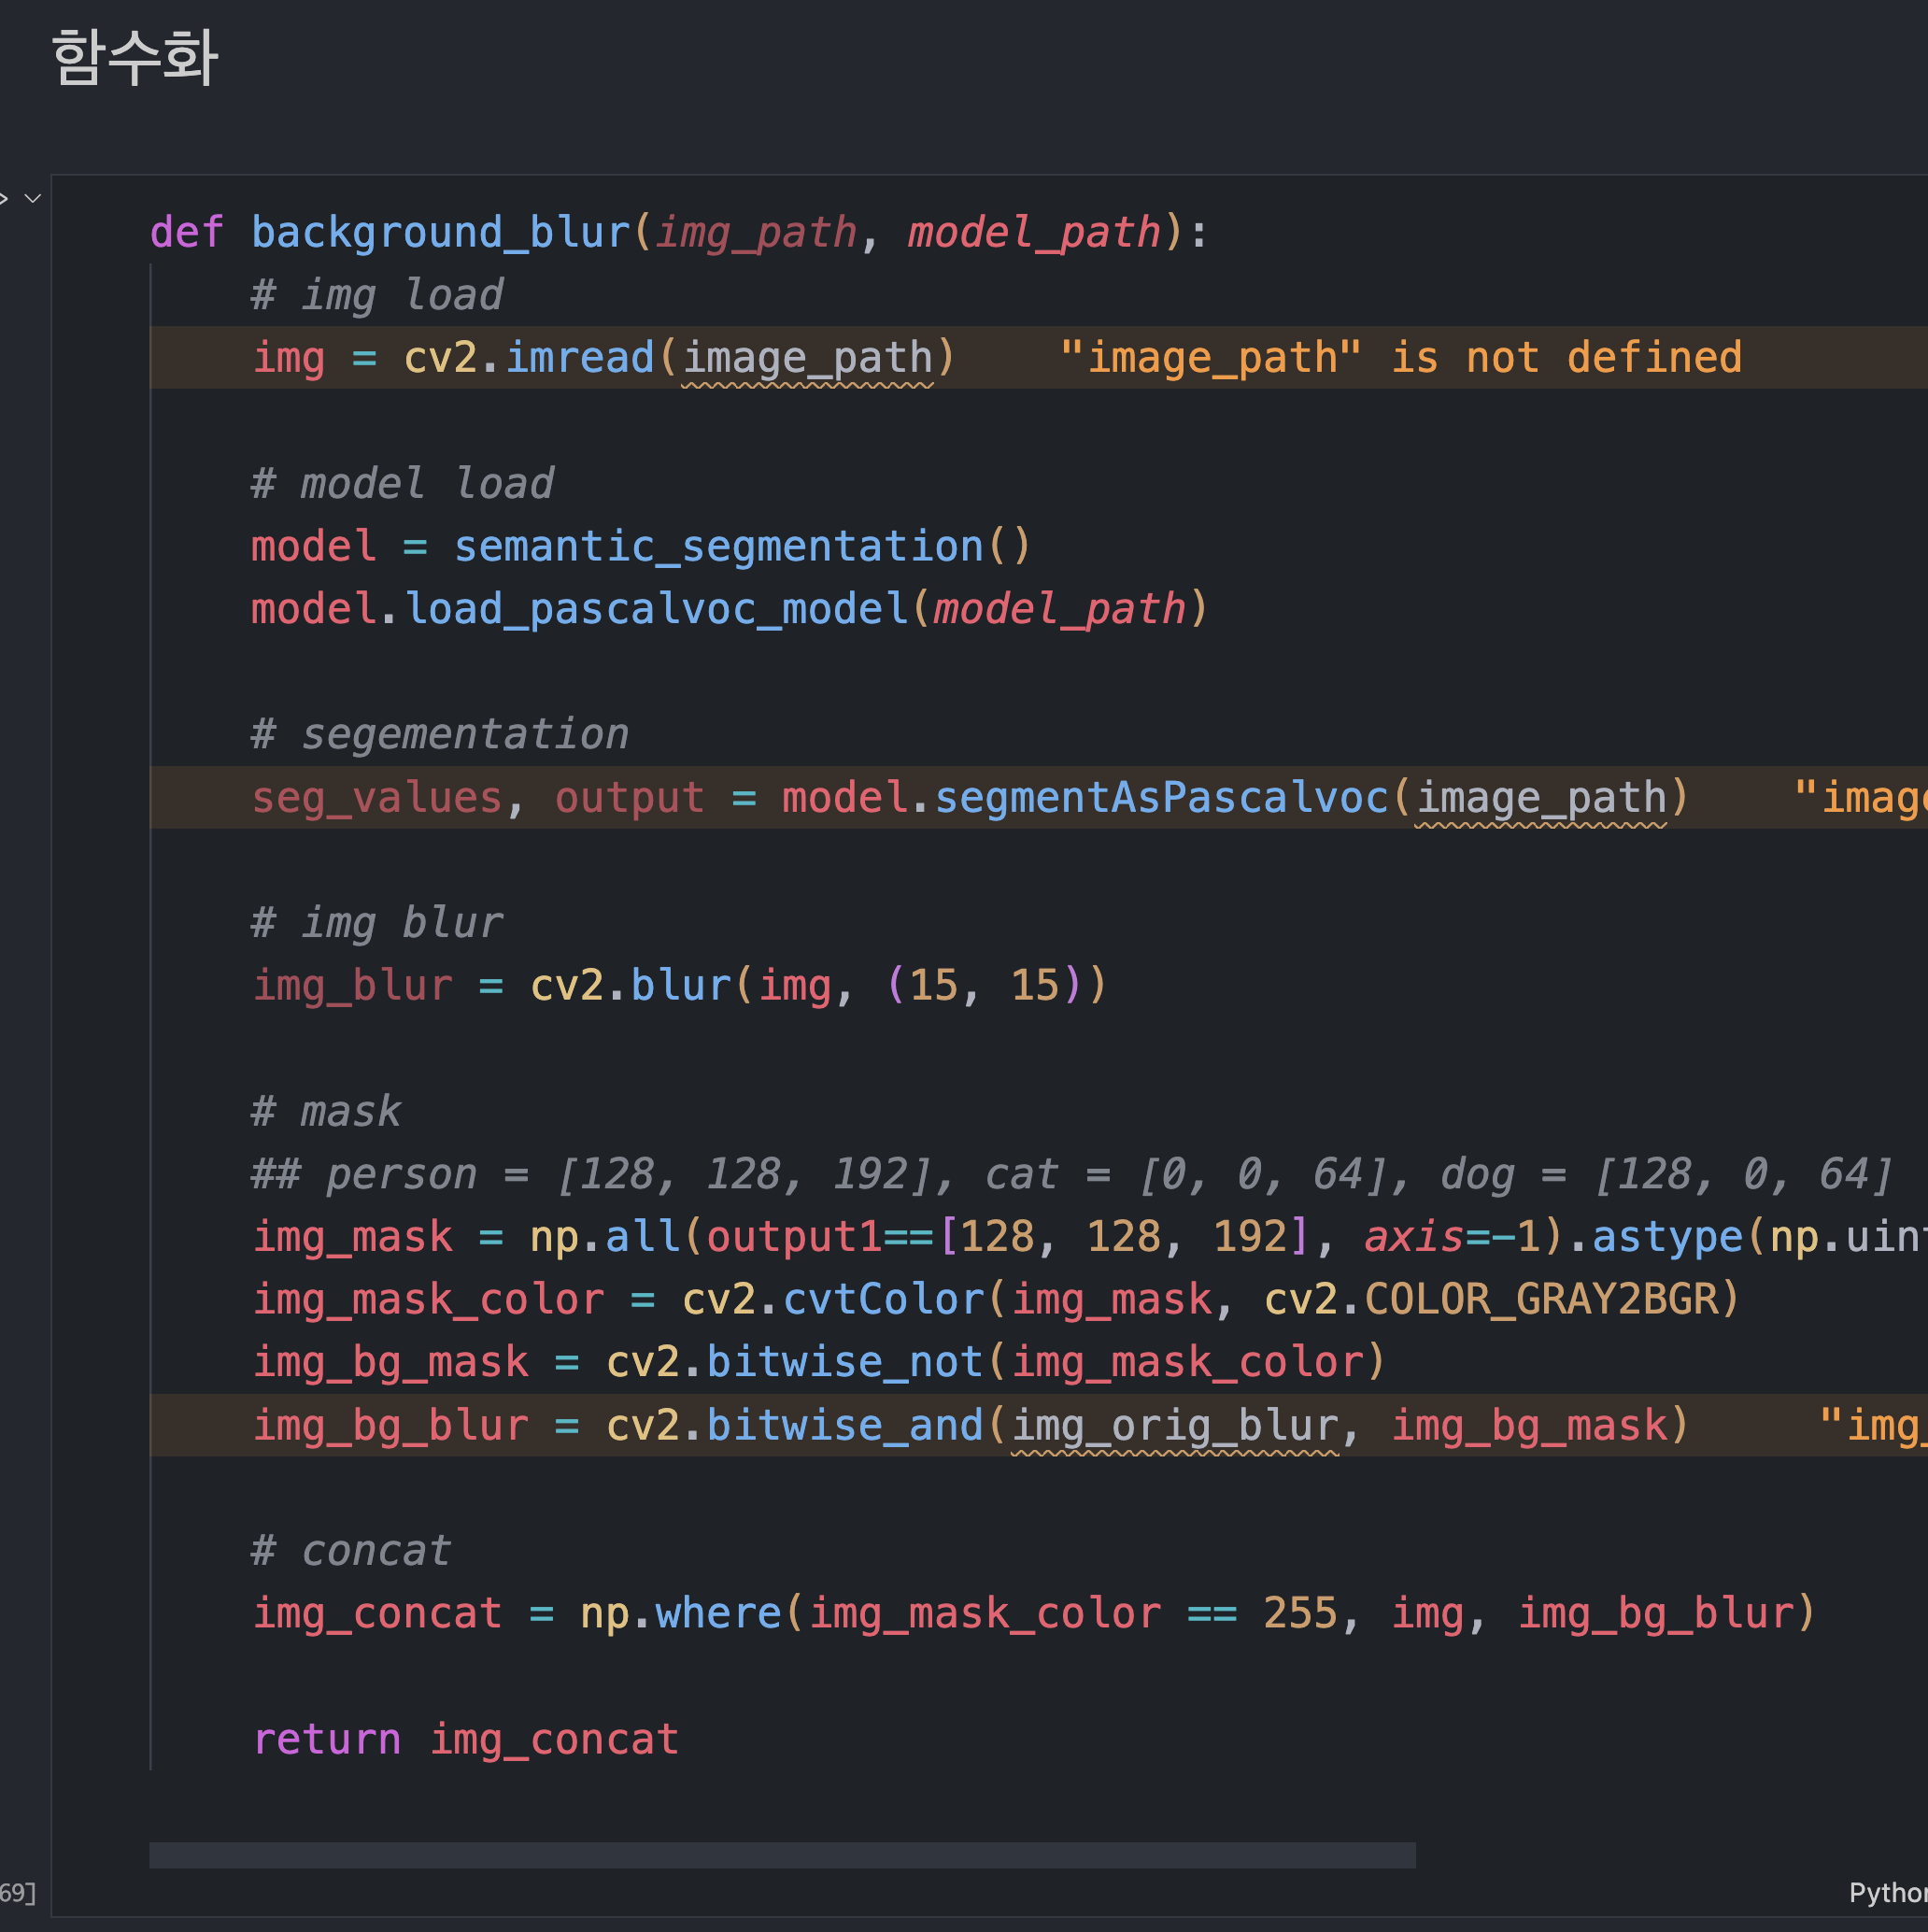 함수화
def background_blur(img_path, model_path):
# img load
img = cv2.imread(image_path) "image_path" is not defined
# model load
model = semantic_segmentation()
model.load_pascalvoc_model(model_path)
# segementation
seg_values, output = model.segmentAsPascalvoc(image_path) "image
# img blur
img_blur = cv2.blur(img, (15, 15))
# mask
## person = [128, 128, 192], cat = [0, 0, 64], dog = [128, 0, 64]
img_mask = np.all(output1==[128, 128, 192], axis=-1).astype(np.uint
img_mask_color = cv2.cvtColor(img_mask, cv2.COLOR_GRAY2BGR)
img_bg_mask = cv2.bitwise_not(img_mask_color)
img_bg_blur = cv2.bitwise_and(img_orig_blur, img_bg_mask) "img_
# concat
img_concat = np.where(img_mask_color == 255, img, img_bg_blur)
return img_concat
69]
Python